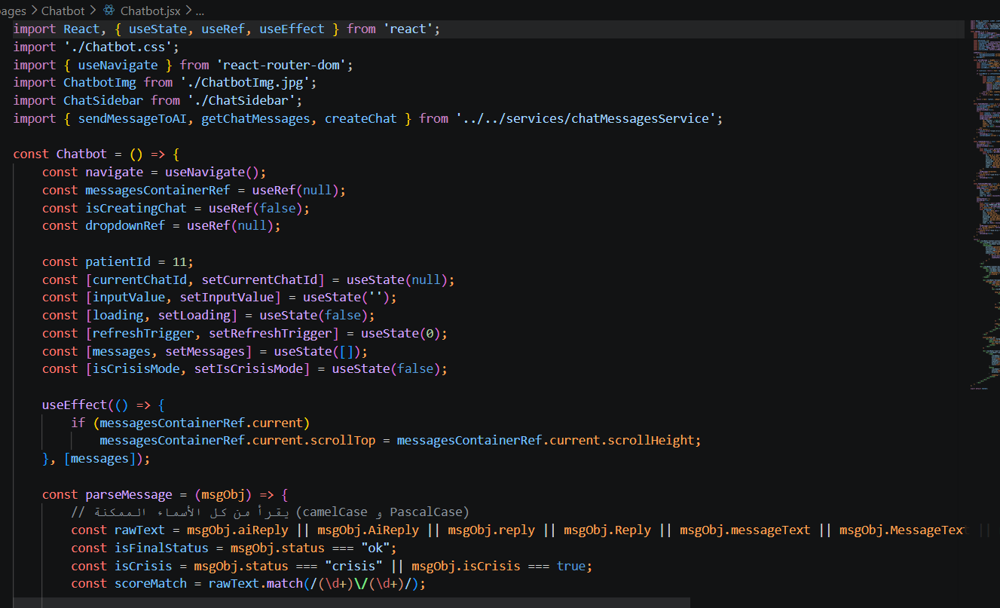 ages > Chatbot > Chatbot.jsx > ...
import React, { useState, useRef, useEffect } from 'react';
import './Chatbot.css';
import { useNavigate } from 'react-router-dom';
import ChatbotImg from './ChatbotImg.jpg';
import ChatSidebar from './ChatSidebar';
import { sendMessageToAI, getChatMessages, createChat } from '../../services/chatMessagesService';

const Chatbot = () => {
    const navigate = useNavigate();
    const messagesContainerRef = useRef(null);
    const isCreatingChat = useRef(false);
    const dropdownRef = useRef(null);

    const patientId = 11;
    const [currentChatId, setCurrentChatId] = useState(null);
    const [inputValue, setInputValue] = useState('');
    const [loading, setLoading] = useState(false);
    const [refreshTrigger, setRefreshTrigger] = useState(0);
    const [messages, setMessages] = useState([]);
    const [isCrisisMode, setIsCrisisMode] = useState(false);

    useEffect(() => {
        if (messagesContainerRef.current)
            messagesContainerRef.current.scrollTop = messagesContainerRef.current.scrollHeight;
    }, [messages]);

    const parseMessage = (msgObj) => {
        // يقرأ من كل الأسماء الممكنة (camelCase و PascalCase)
        const rawText = msgObj.aiReply || msgObj.AiReply || msgObj.reply || msgObj.Reply || msgObj.messageText || msgObj.MessageText ||
        const isFinalStatus = msgObj.status === "ok";
        const isCrisis = msgObj.status === "crisis" || msgObj.isCrisis === true;
        const scoreMatch = rawText.match(/(\d+)\/(\d+)/);